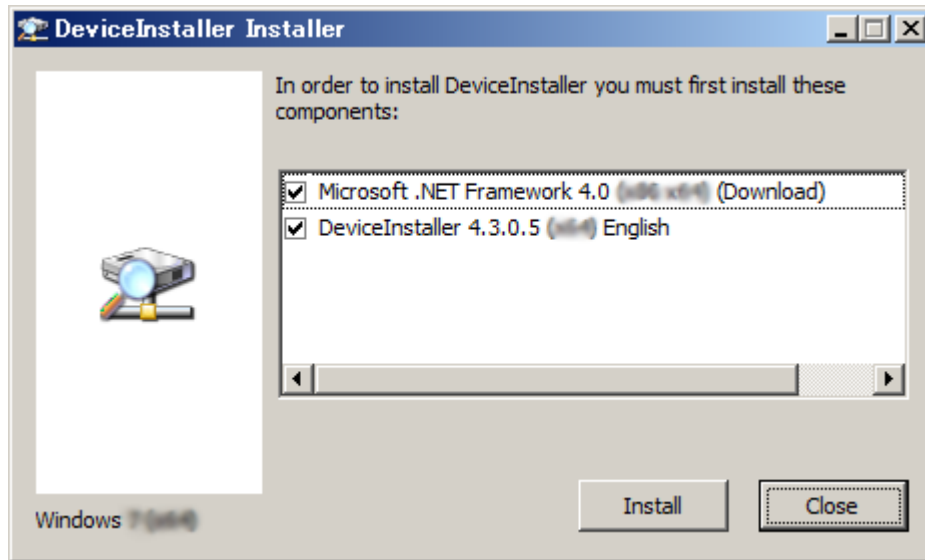 DeviceInstaller Installer
In order to install DeviceInstaller you must first install these
components:
Microsoft .NET Framework 4.0 (Download)
DeviceInstaller 4.3.0.5 English
Install
Close
Windows